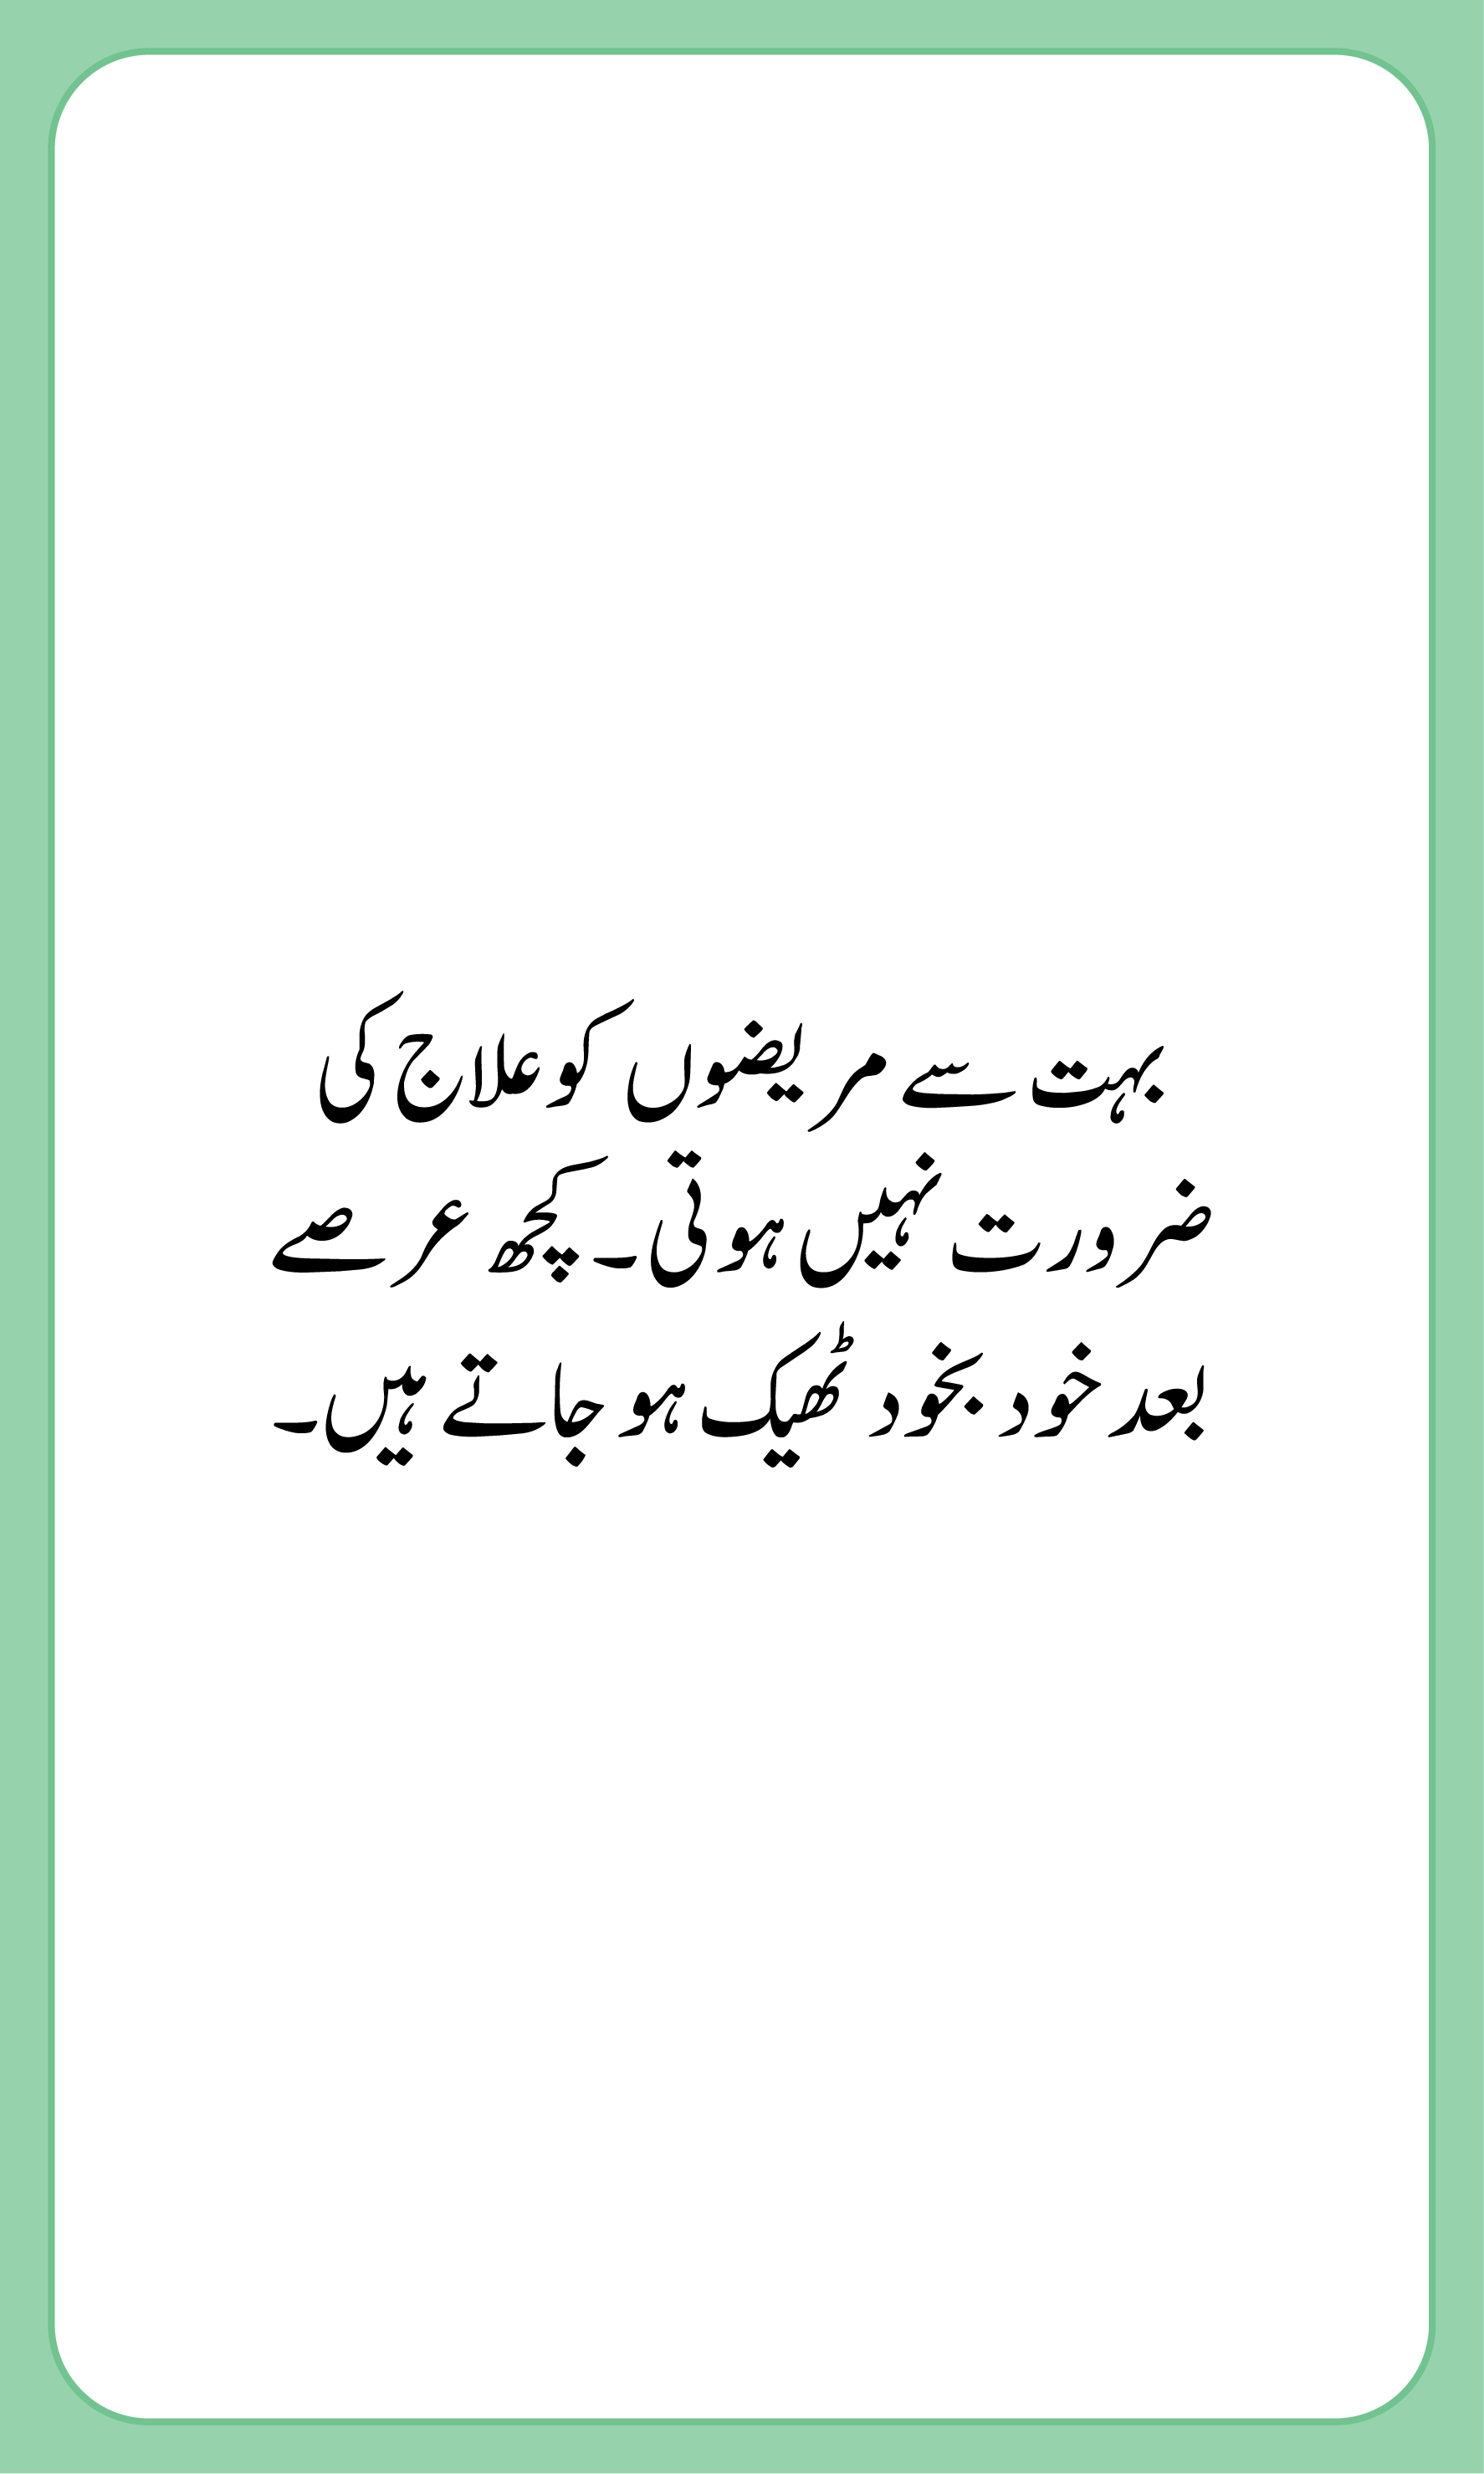 بہت سے مریضوں کو علاج کی
ضرورت نہیں ہوتی۔ کچھ عرصے
بعد خود بخود ٹھیک ہو جاتے ہیں۔